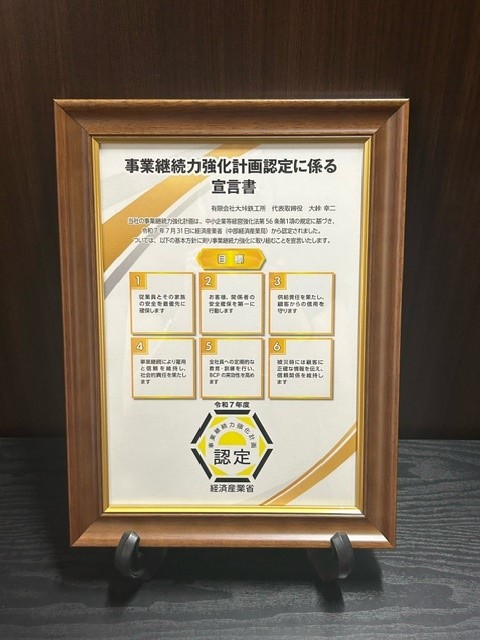 事業継続力強化計画認定に係る
宣言書
有限会社大垰鉄工所　代表取締役　大垰 幸二
当社の事業継続力強化計画は、中小企業等経営強化法第56条第1項の規定に基づき、
令和7年7月31日に経済産業省（中部経済産業局）から認定されました。
ついては、以下の基本方針に則り事業継続力強化に取り組むことを宣言いたします。
目標
1
従業員とその家族
の安全を最優先に
確保します
2
お客様、関係者の
安全確保を第一に
行動します
3
供給責任を果たし、
顧客からの信用を
守ります
4
事業継続により雇用
と信頼を維持し、
社会的責任を果たし
ます
5
全社員への定期的な
教育・訓練を行い、
BCPの実効性を高め
ます
6
被災時には顧客に
正確な情報を伝え、
信頼関係を維持し
ます
令和7年度
事業継続力強化計画
認定
経済産業省